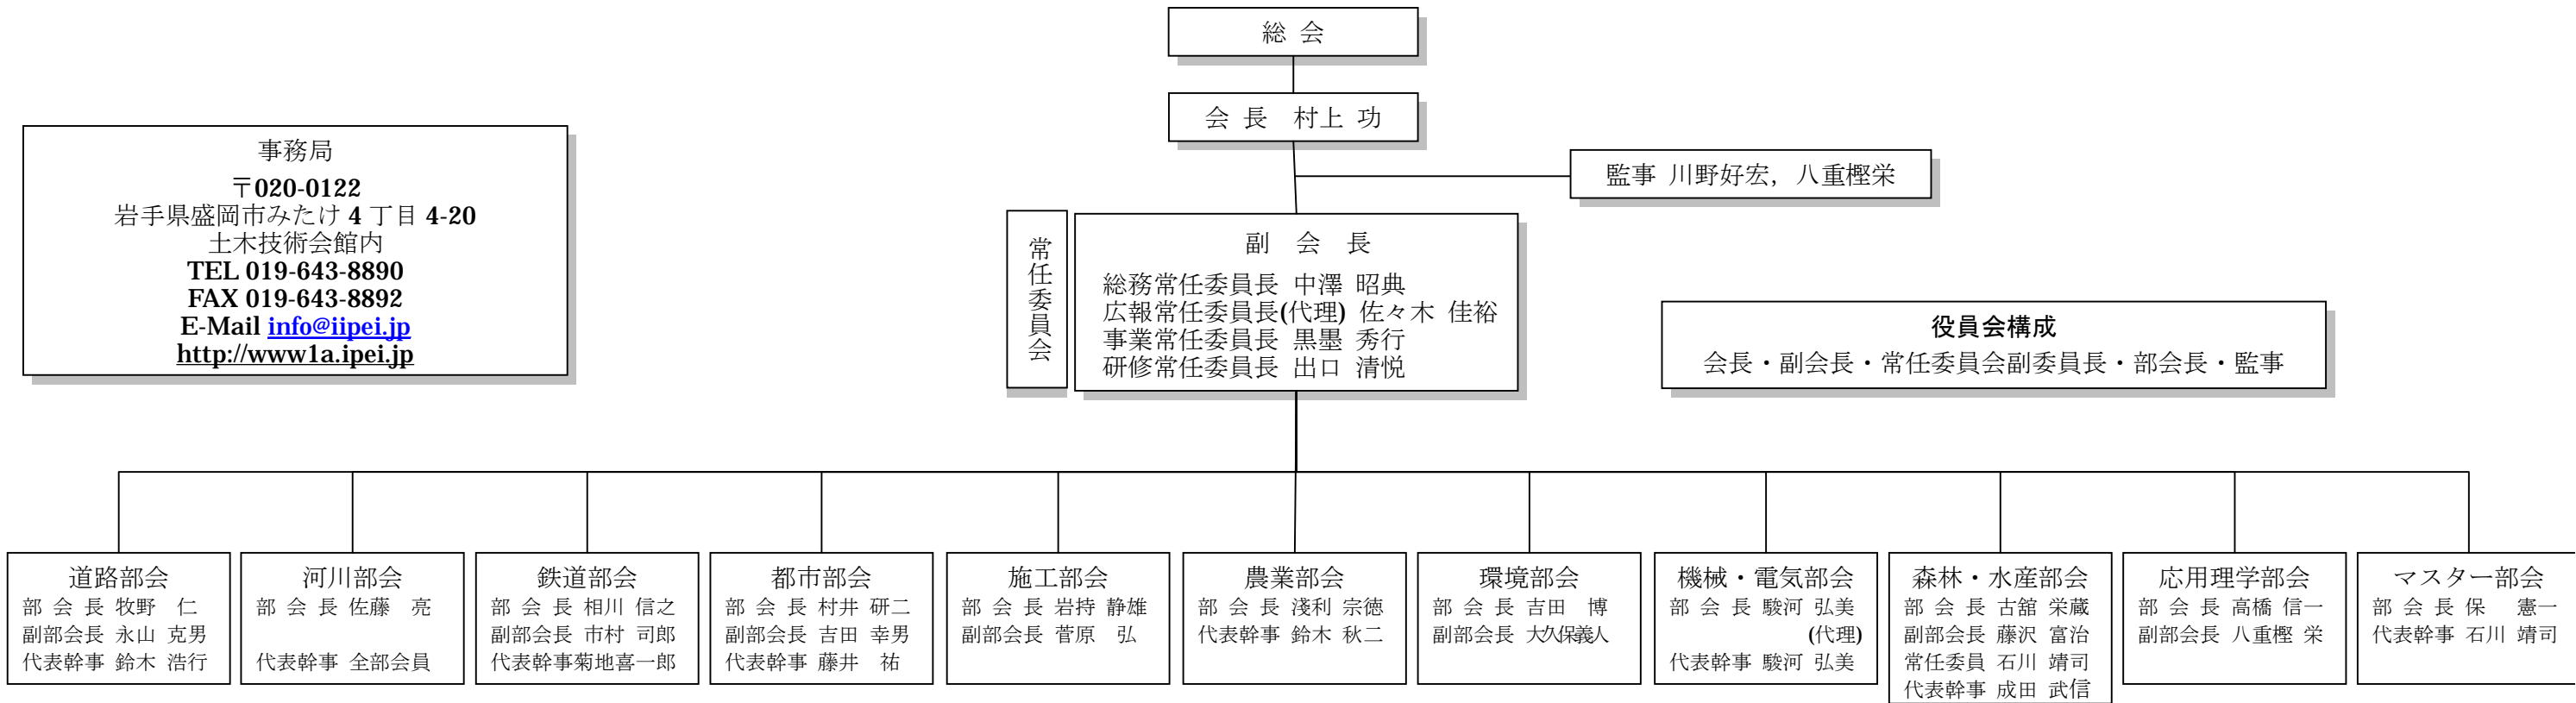 総 会
会 長 村上 功
監事 川野好宏，八重樫栄
事務局
〒020-0122
岩手県盛岡市みたけ 4 丁目 4-20
土木技術会館内
TEL 019-643-8890
FAX 019-643-8892
E-Mail info@iipei.jp
http://www1a.ipei.jp
常任委員会
副 会 長
総務常任委員長 中澤 昭典
広報常任委員長(代理) 佐々木 佳裕
事業常任委員長 黒墨 秀行
研修常任委員長 出口 清悦
役員会構成
会長・副会長・常任委員会副委員長・部会長・監事
道路部会
部 会 長 牧野 仁
副部会長 永山 克男
代表幹事 鈴木 浩行
河川部会
部 会 長 佐藤 亮
代表幹事 全部会員
鉄道部会
部 会 長 相川 信之
副部会長 市村 司郎
代表幹事菊地喜一郎
都市部会
部 会 長 村井 研二
副部会長 吉田 幸男
代表幹事 藤井 祐
施工部会
部 会 長 岩持 静雄
副部会長 菅原 弘
農業部会
部 会 長 淺利 宗徳
代表幹事 鈴木 秋二
環境部会
部 会 長 吉田 博
副部会長 大久保義人
機械・電気部会
部 会 長 駿河 弘美
(代理)
代表幹事 駿河 弘美
森林・水産部会
部 会 長 古舘 栄蔵
副部会長 藤沢 富治
常任委員 石川 靖司
代表幹事 成田 武信
応用理学部会
部 会 長 高橋 信一
副部会長 八重樫 栄
マスター部会
部 会 長 保 憲一
代表幹事 石川 靖司